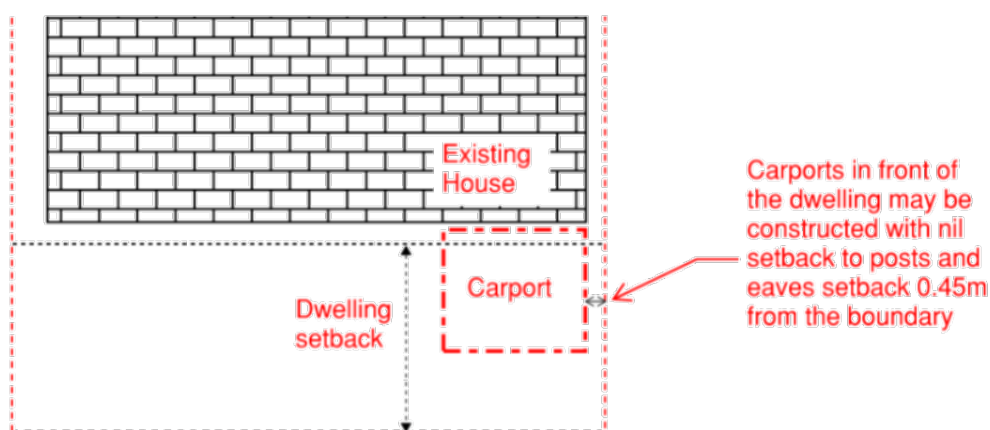 Existing
House
Carports in front of
the dwelling may be
constructed with nil
setback to posts and
eaves setback 0.45m
from the boundary
Carport
Dwelling
setback